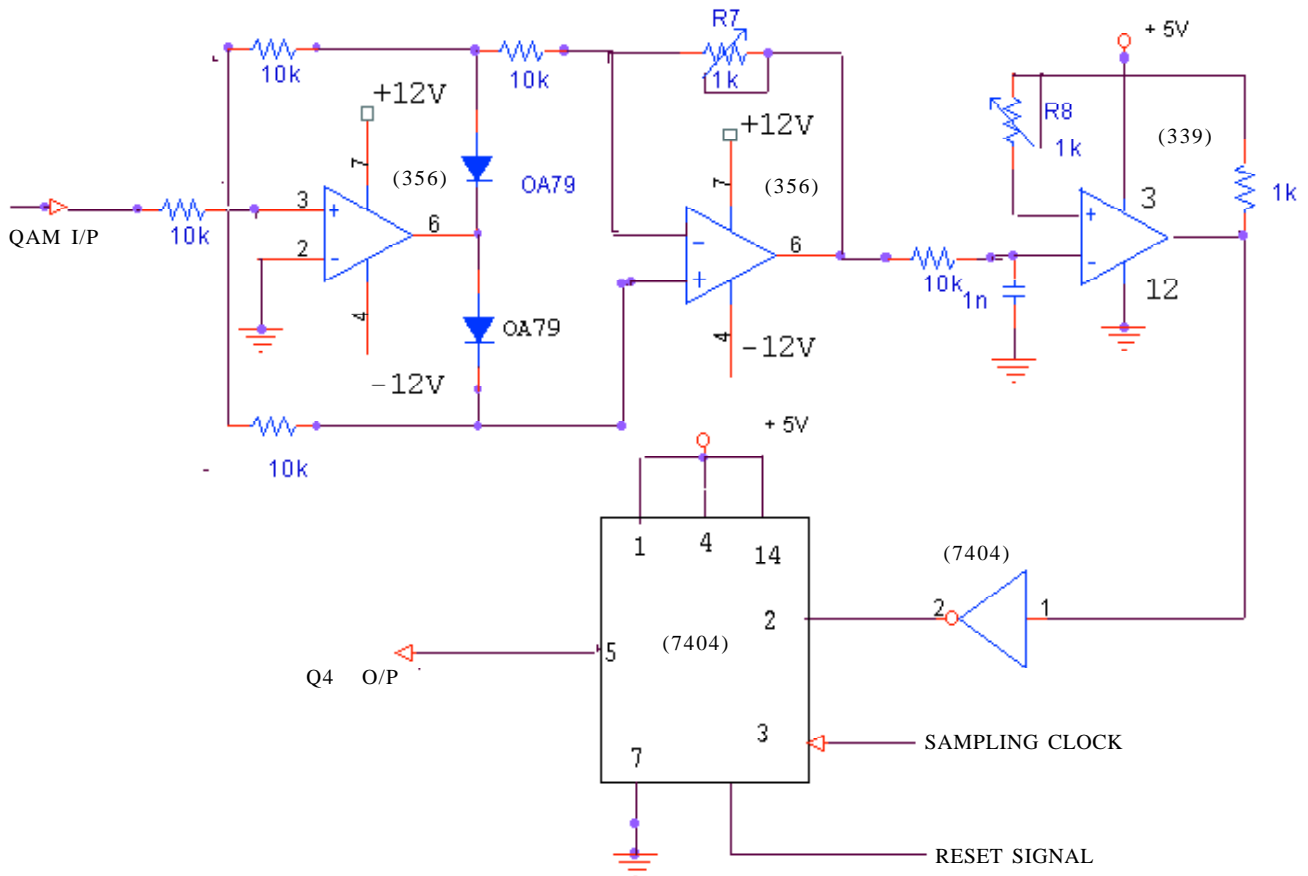 R7
+ 5V
10k
10k
1k
+12V
+12V
R8
1k
(339)
7
(356)
OA79
7
(356)
1k
3
+
6
QAM I/P
10k
2
-
-
6
+
+
3
-
10k
1n
12
4
OA79
4
-12V
-12V
10k
+ 5V
1
4
14
(7404)
2
2
1
(7404)
5
Q4 O/P
3
SAMPLING CLOCK
7
RESET SIGNAL